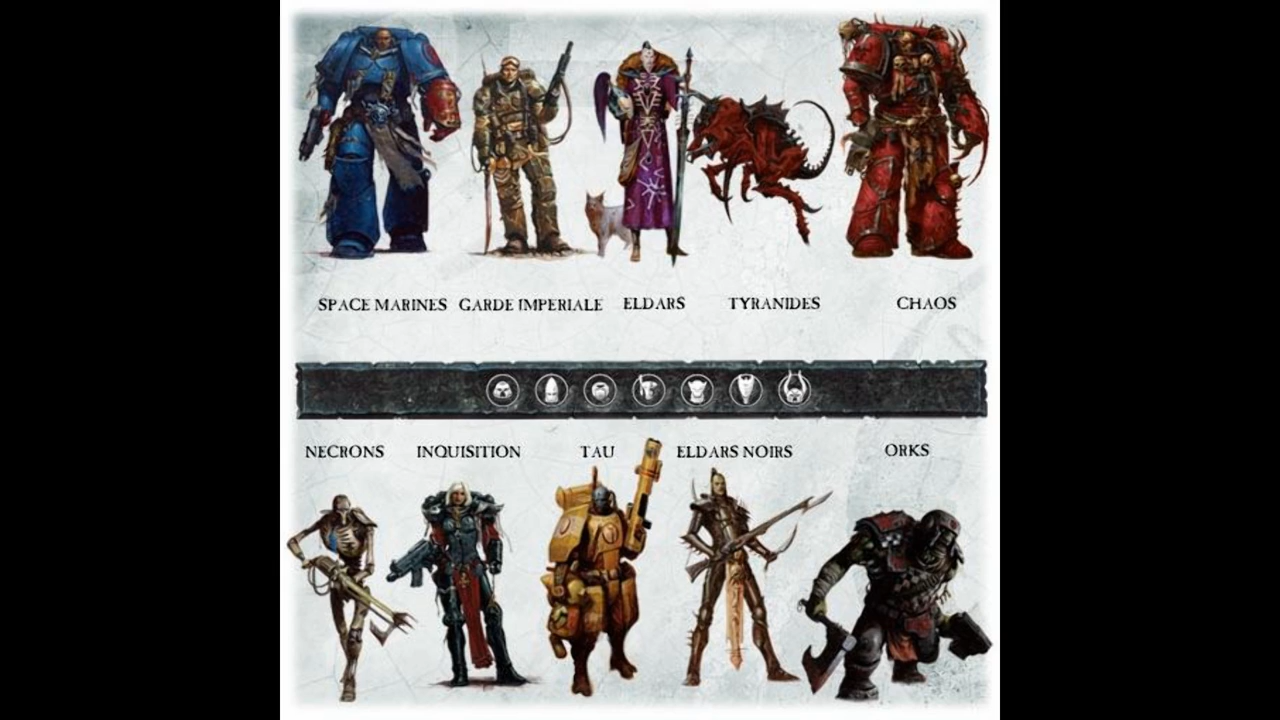 SPACE MARINES GARDE IMPERIALE ELDARS TYRANIDES CHAOS
NECRONS INQUISITION TAU ELDARS NOIRS ORKS